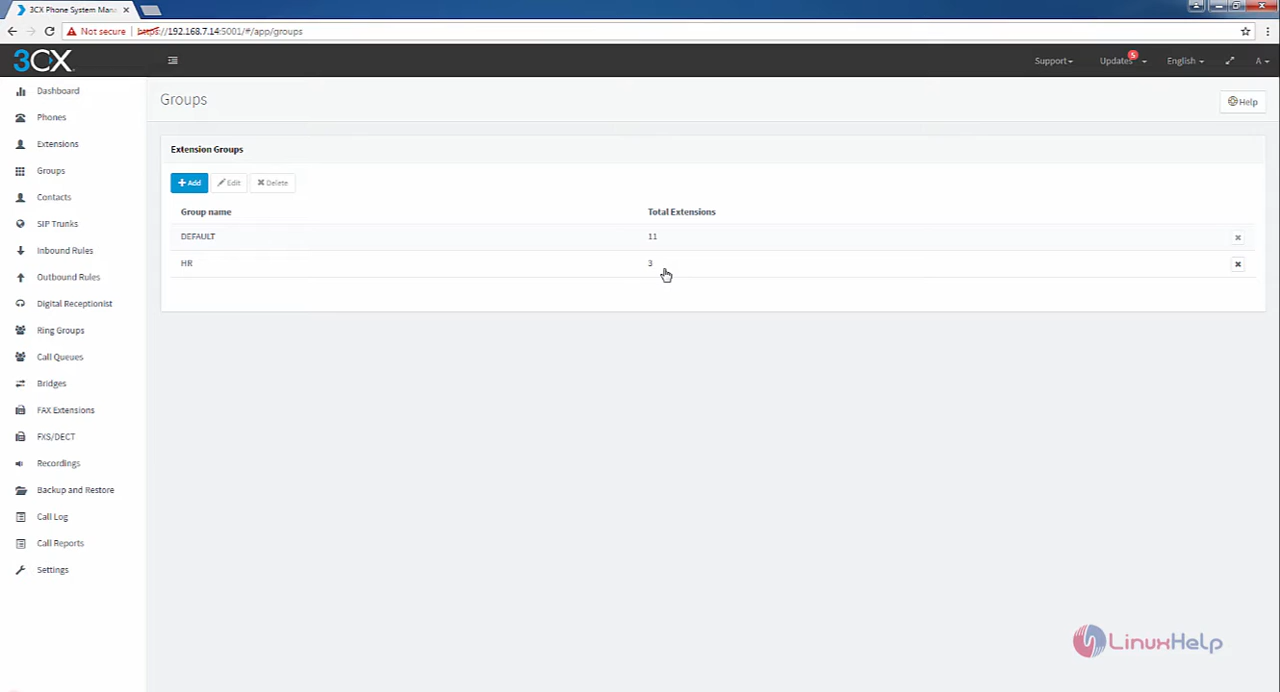 3CX Phone System Mana
Not secure | https://192.168.7.14:5001/#/app/groups
3CX
Support
Updates 5
English
A
Dashboard
Phones
Extensions
Groups
Contacts
SIP Trunks
Inbound Rules
Outbound Rules
Digital Receptionist
Ring Groups
Call Queues
Bridges
FAX Extensions
FXS/DECT
Recordings
Backup and Restore
Call Log
Call Reports
Settings
Groups
Help
Extension Groups
+ Add
Edit
Delete
Group name Total Extensions
DEFAULT 11
HR 3
LinuxHelp